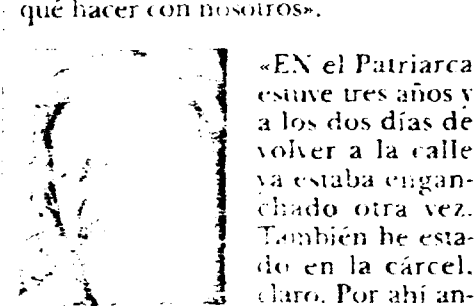 qué hacer con nosotros».
«EN el Patriarca
estuve tres años y
a los dos días de
volver a la calle
ya estaba engan-
chado otra vez.
También he esta-
do en la cárcel,
claro. Por ahí an-